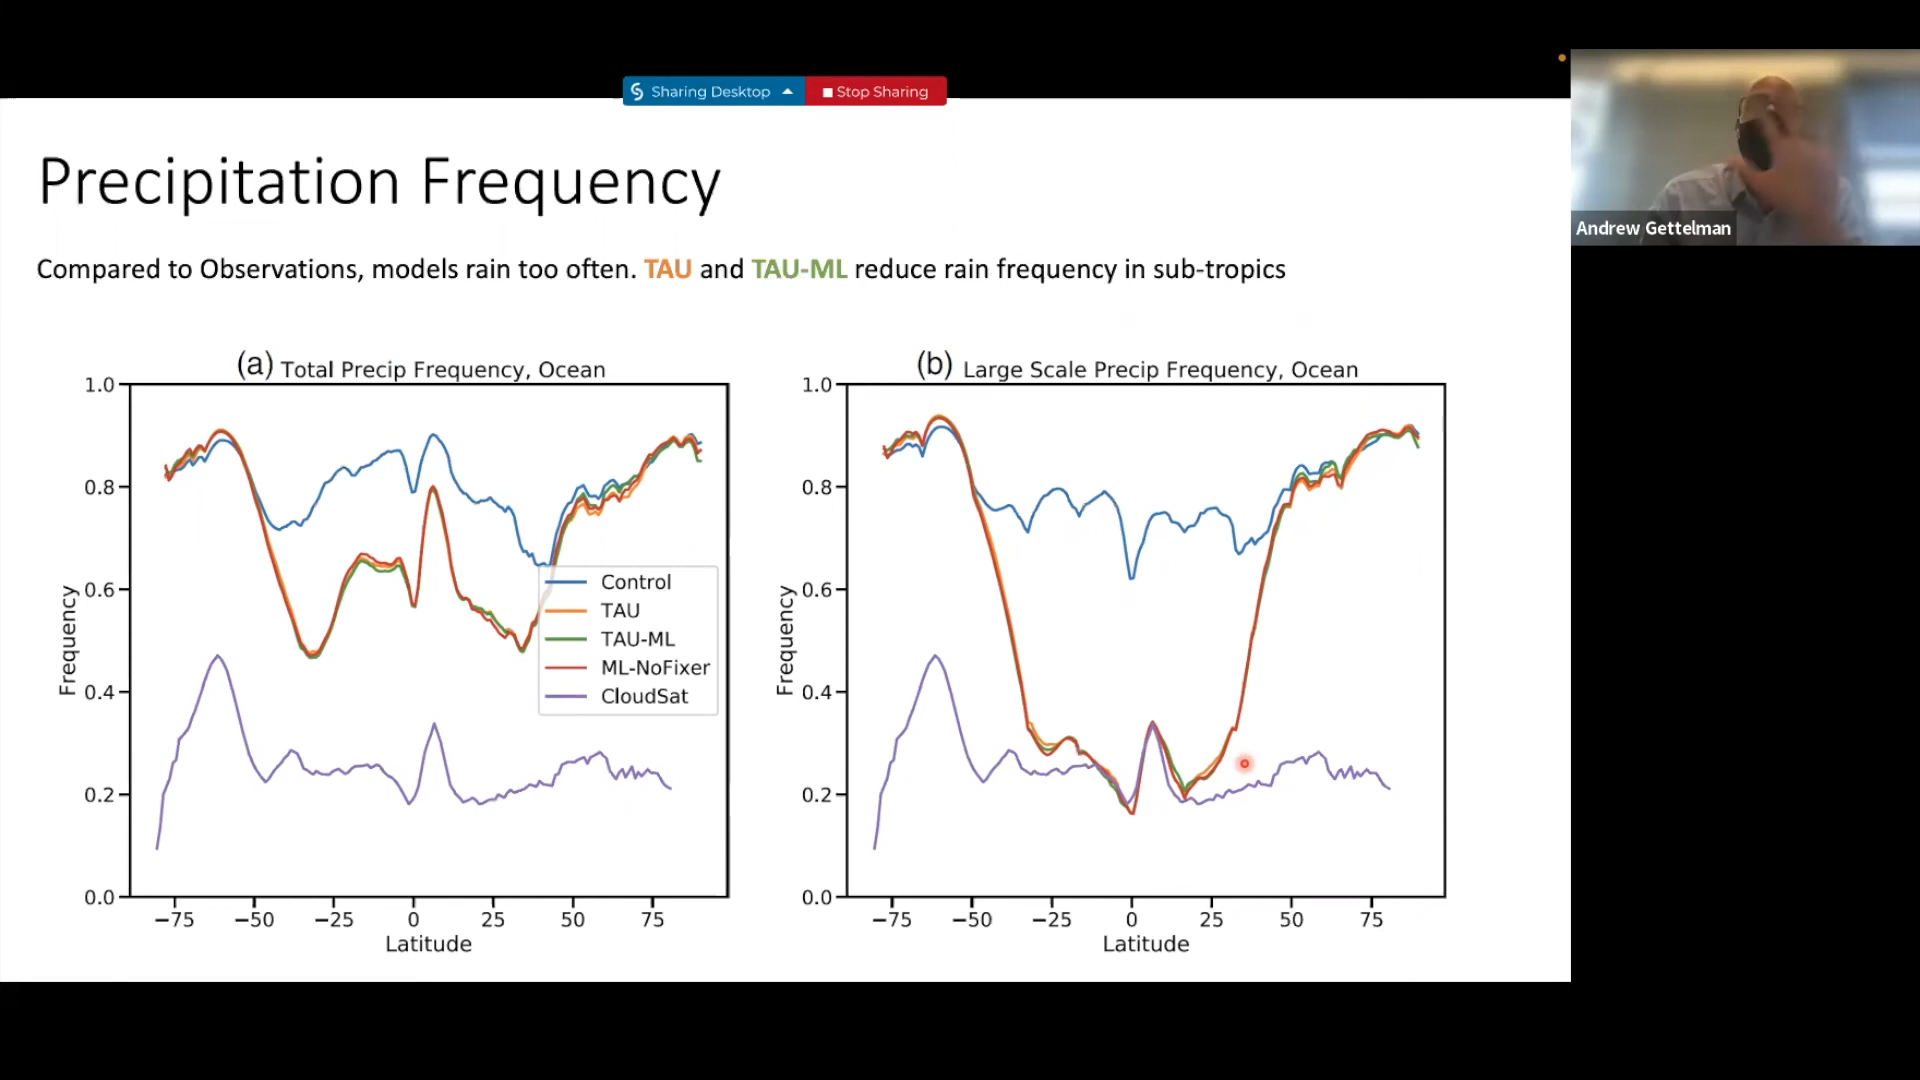 Sharing Desktop
Stop Sharing
Andrew Gettelman
Precipitation Frequency
Compared to Observations, models rain too often. TAU and TAU-ML reduce rain frequency in sub-tropics
(a) Total Precip Frequency, Ocean
1.0
0.8
0.6
0.4
0.2
0.0
Frequency
Control
TAU
TAU-ML
ML-NoFixer
CloudSat
−75 −50 −25 0 25 50 75
Latitude
(b) Large Scale Precip Frequency, Ocean
1.0
0.8
0.6
0.4
0.2
0.0
Frequency
−75 −50 −25 0 25 50 75
Latitude